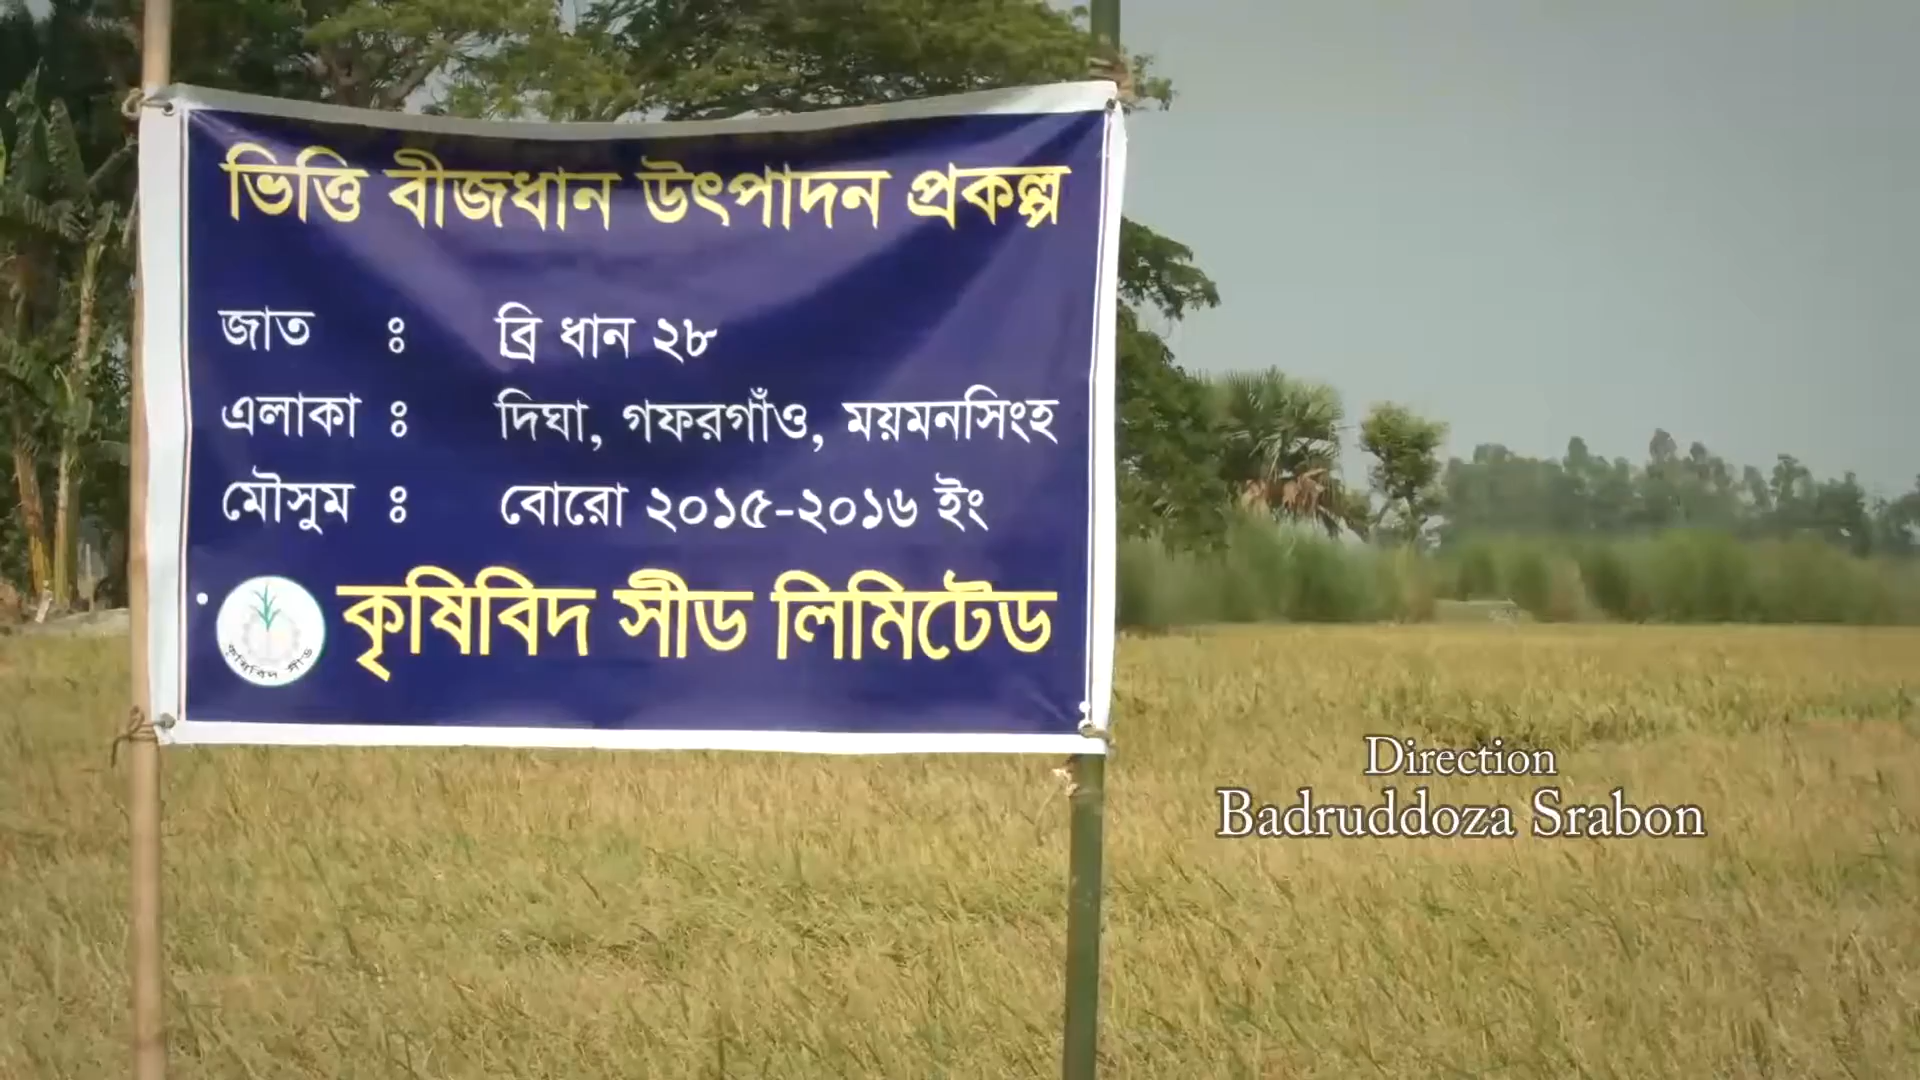 ভিত্তি বীজধান উৎপাদন প্রকল্প
জাত ঃ ব্রি ধান ২৮
এলাকা ঃ দিঘা, গফরগাঁও, ময়মনসিংহ
মৌসুম ঃ বোরো ২০১৫-২০১৬ ইং
কৃষিবিদ সীড লিমিটেড
কৃষিবিদ সীড
Direction
Badruddoza Srabon